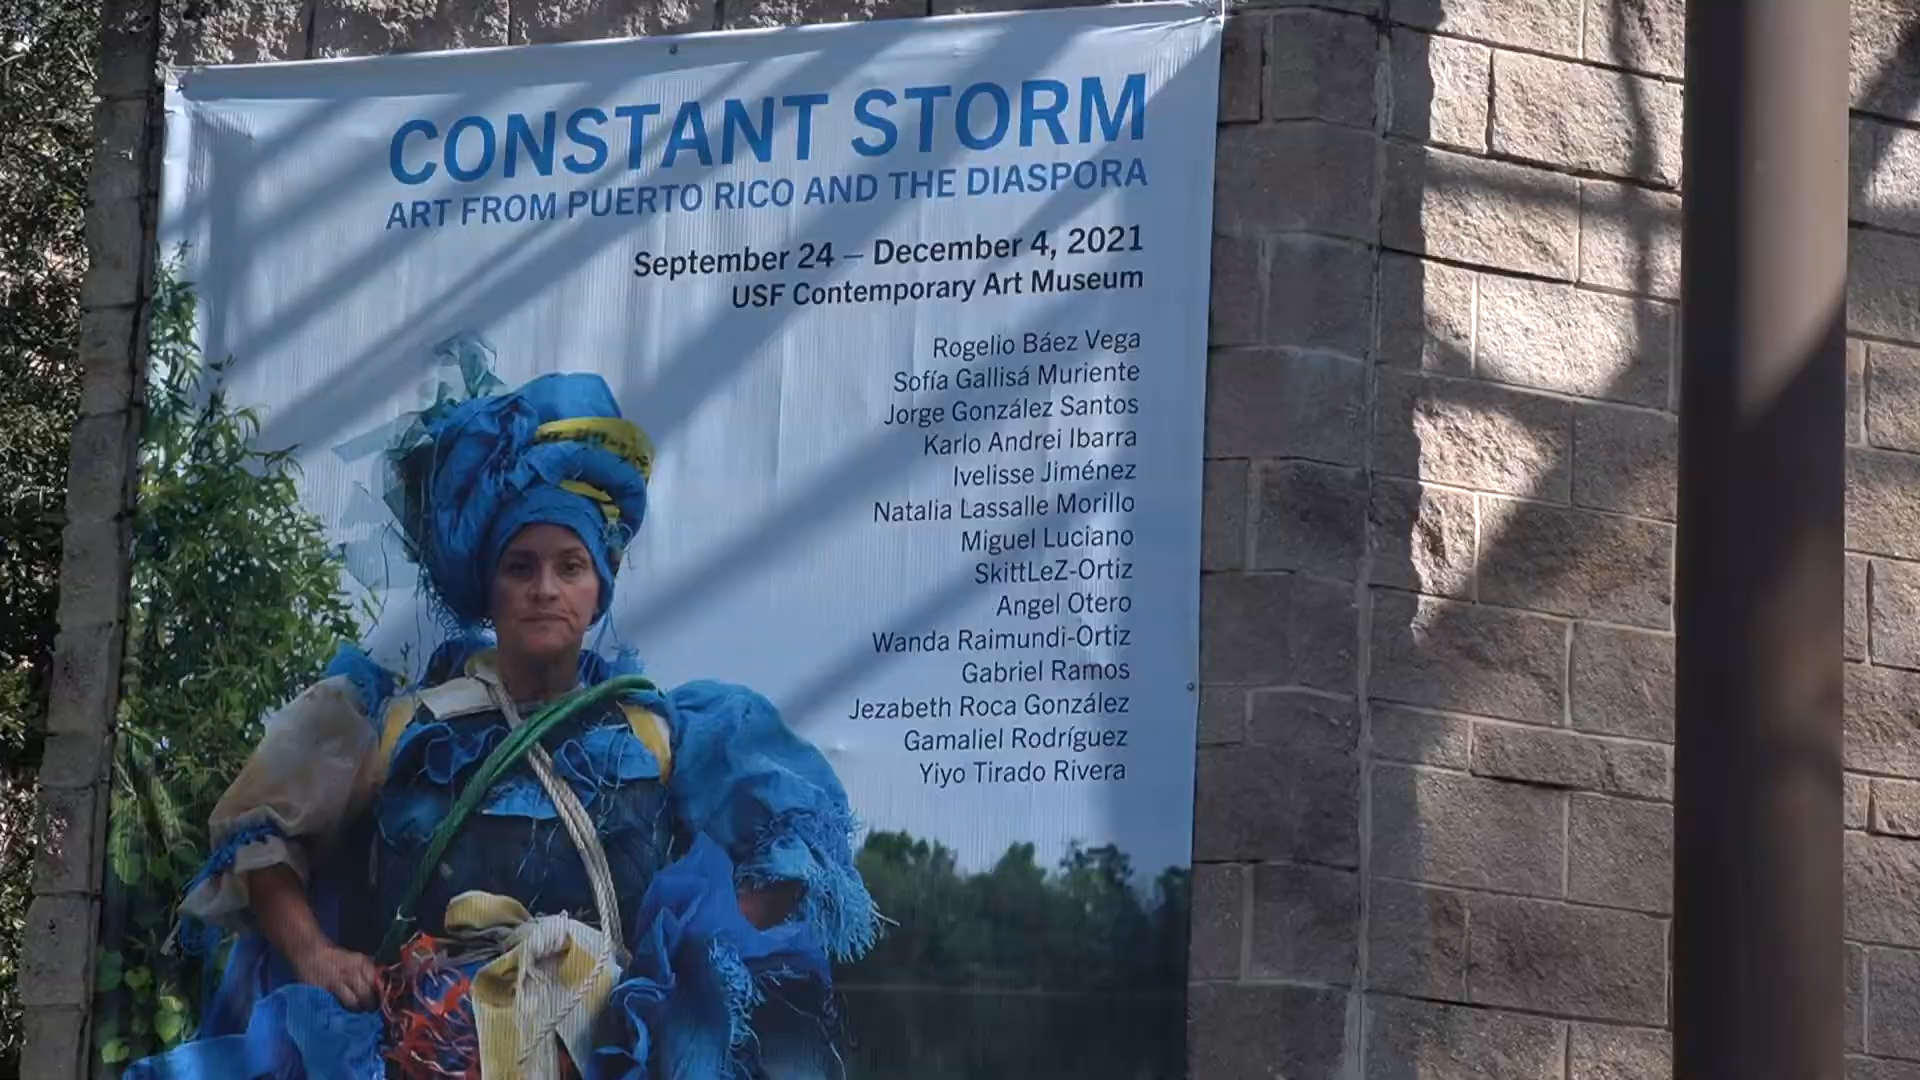 CONSTANT STORM
ART FROM PUERTO RICO AND THE DIASPORA
September 24 – December 4, 2021
USF Contemporary Art Museum
Rogelio Báez Vega
Sofía Gallisá Muriente
Jorge González Santos
Karlo Andrei Ibarra
Ivelisse Jiménez
Natalia Lassalle Morillo
Miguel Luciano
SkittLeZ-Ortiz
Angel Otero
Wanda Raimundi-Ortiz
Gabriel Ramos
Jezabeth Roca González
Gamaliel Rodríguez
Yiyo Tirado Rivera